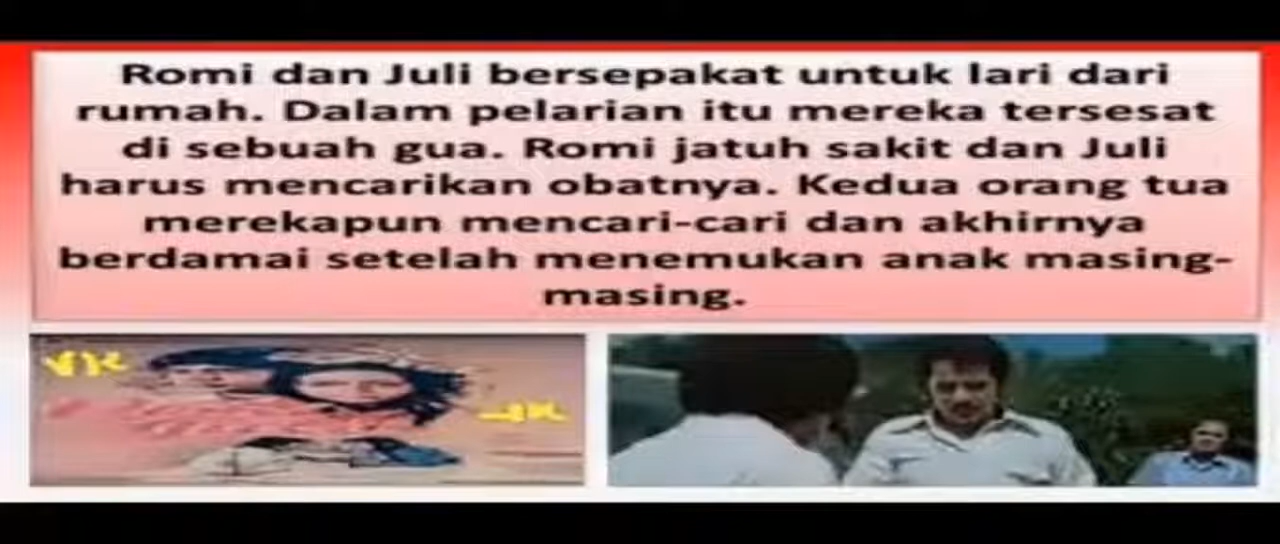 Romi dan Juli bersepakat untuk lari dari
rumah. Dalam pelarian itu mereka tersesat
di sebuah gua. Romi jatuh sakit dan Juli
harus mencarikan obatnya. Kedua orang tua
merekapun mencari-cari dan akhirnya
berdamai setelah menemukan anak masing-
masing.